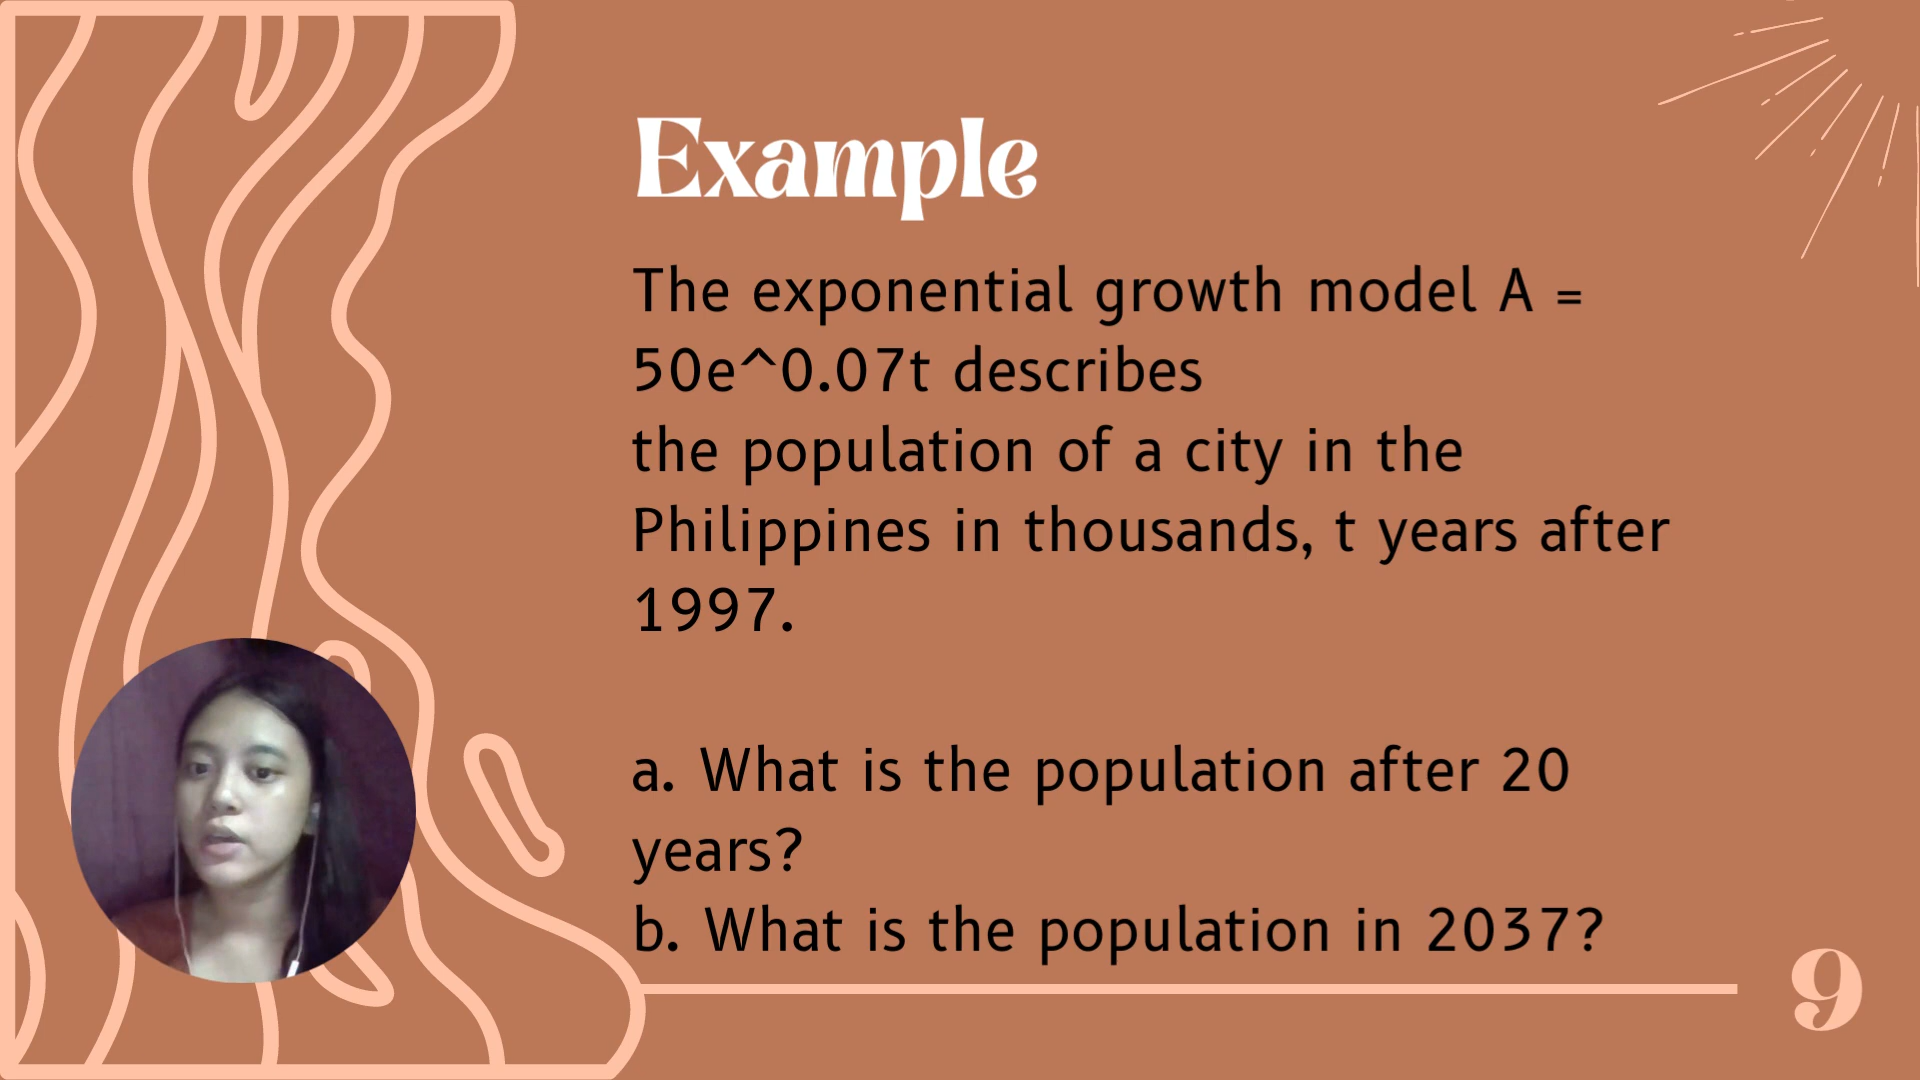 Example
The exponential growth model A =
50e^0.07t describes
the population of a city in the
Philippines in thousands, t years after
1997.
a. What is the population after 20
years?
b. What is the population in 2037?
9